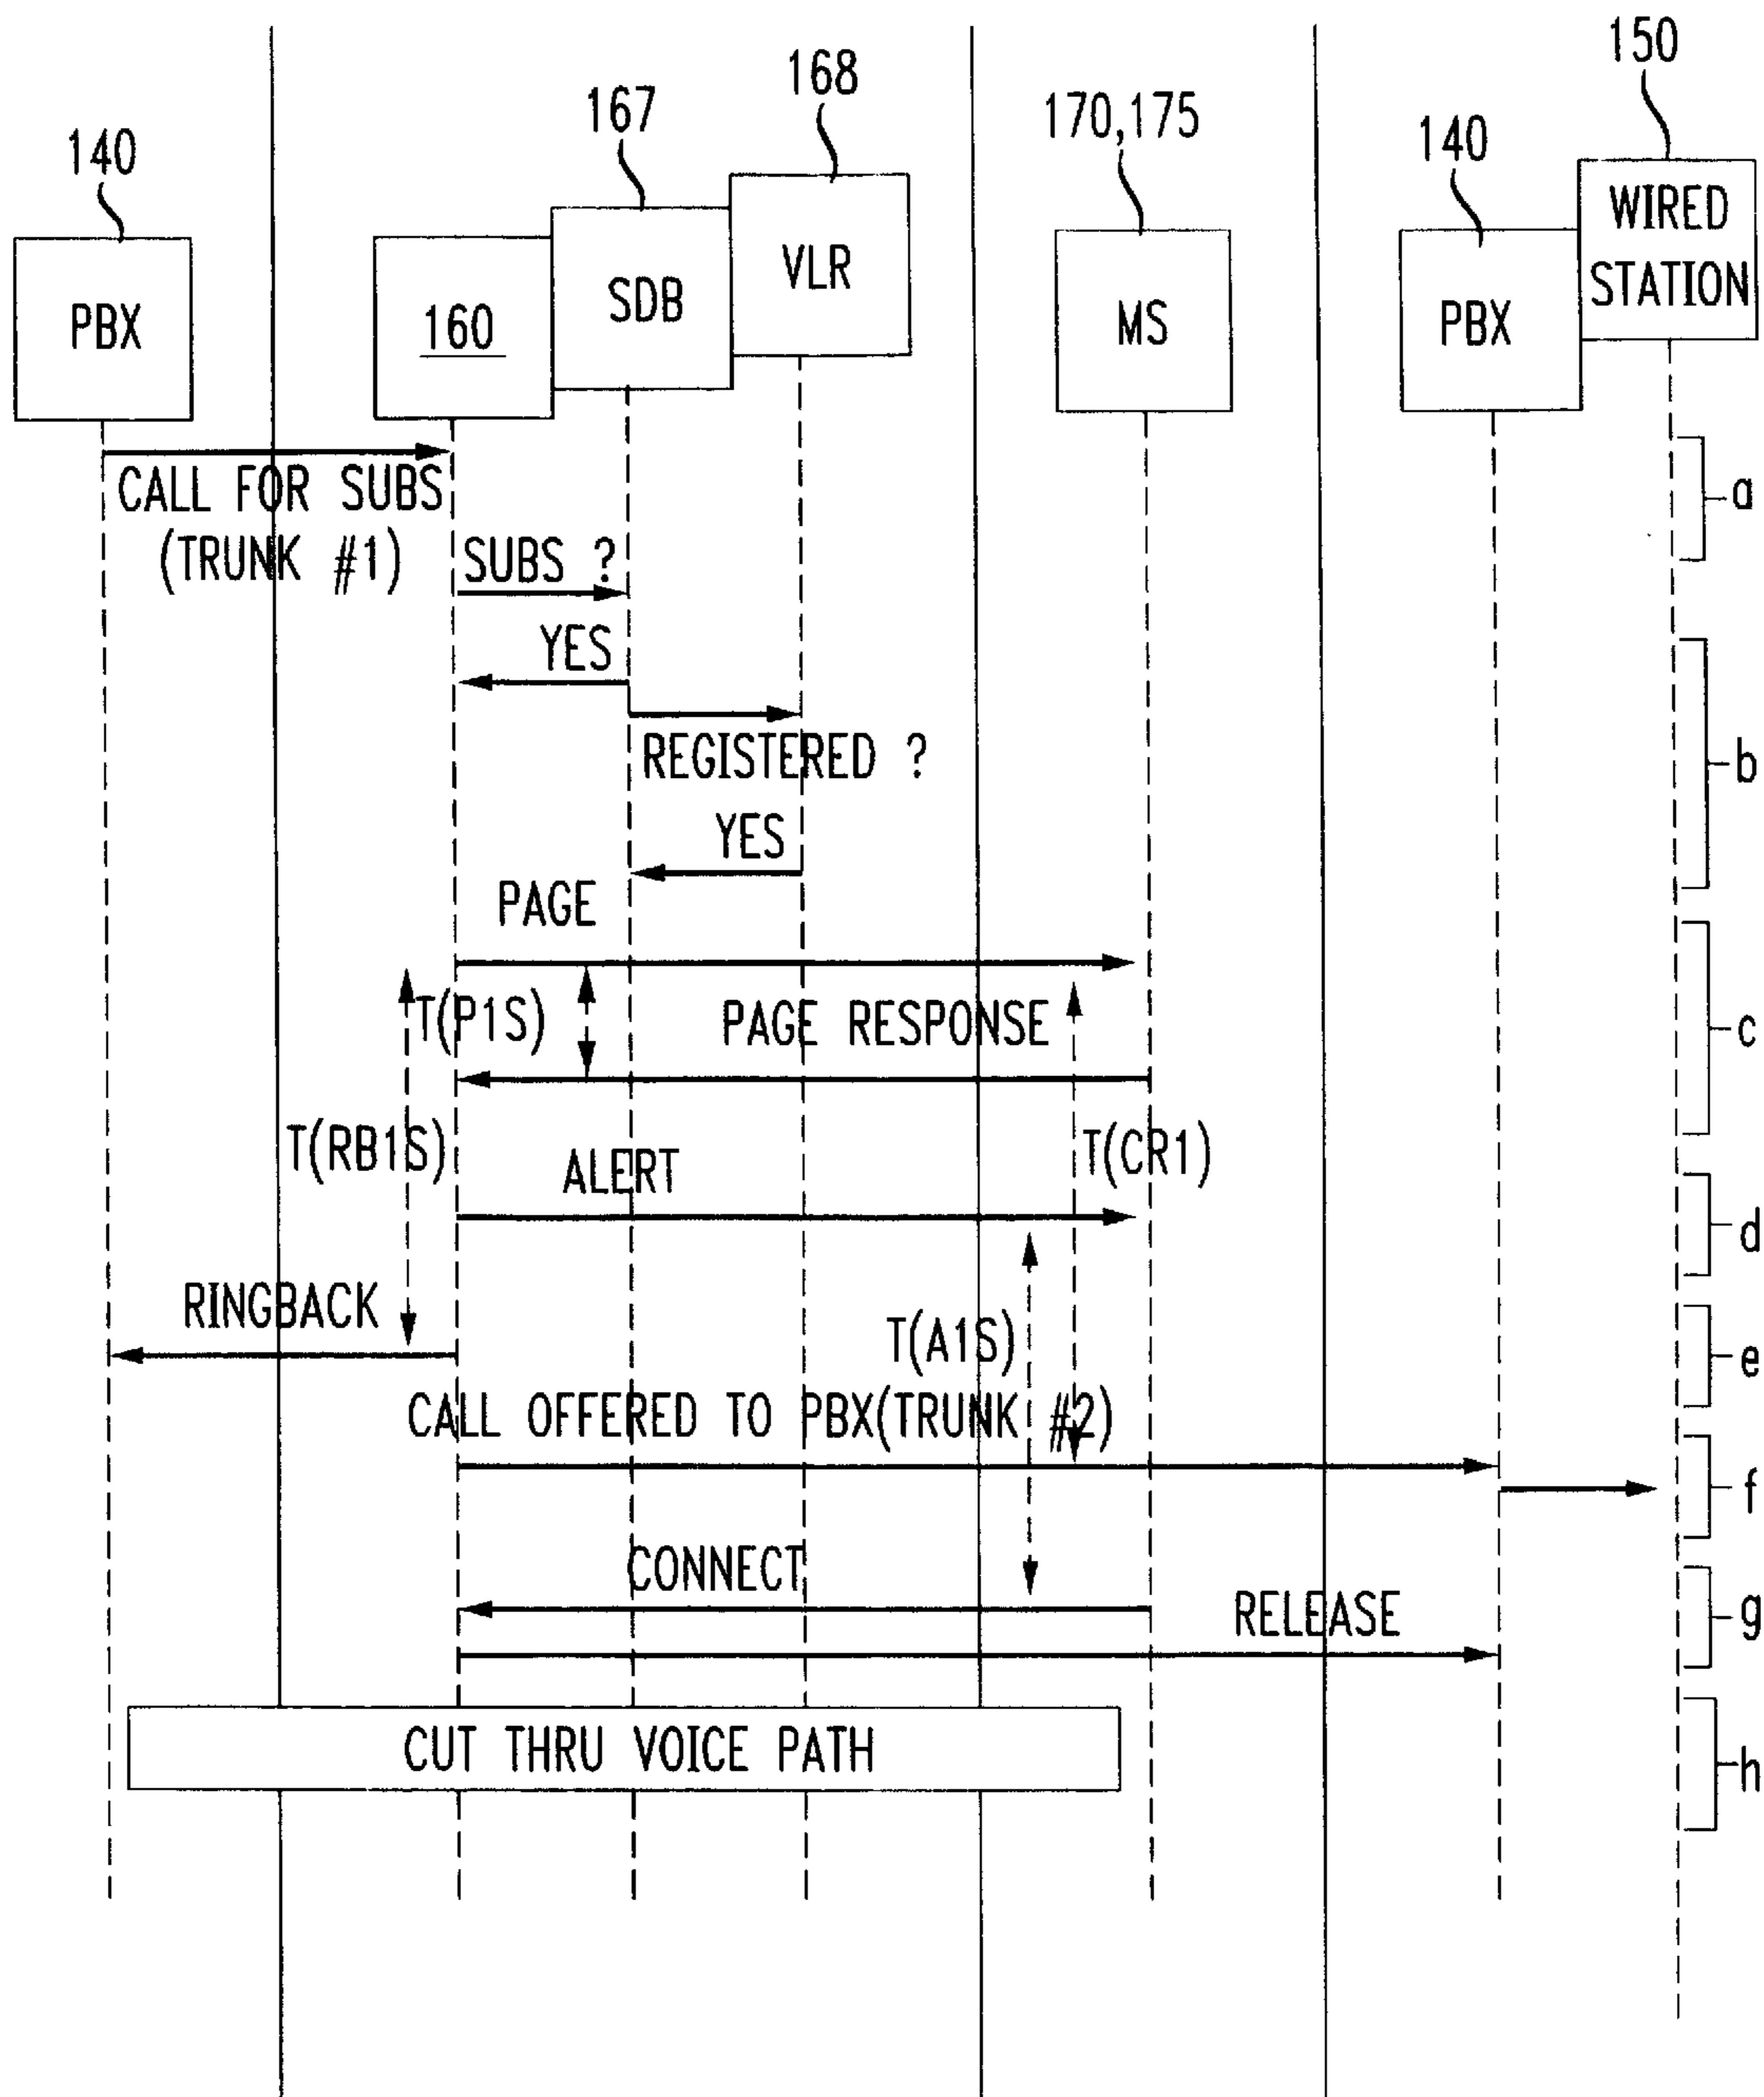 150
168
167
170,175
140
140
WIRED
STATION
VLR
SDB
PBX
160
MS
PBX
CALL FOR SUBS
(TRUNK #1)
a
SUBS ?
YES
REGISTERED ?
b
YES
PAGE
T(P1S)
PAGE RESPONSE
c
T(RB1S)
T(CR1)
ALERT
d
RINGBACK
T(A1S)
e
CALL OFFERED TO PBX(TRUNK #2)
f
CONNECT
RELEASE
g
CUT THRU VOICE PATH
h